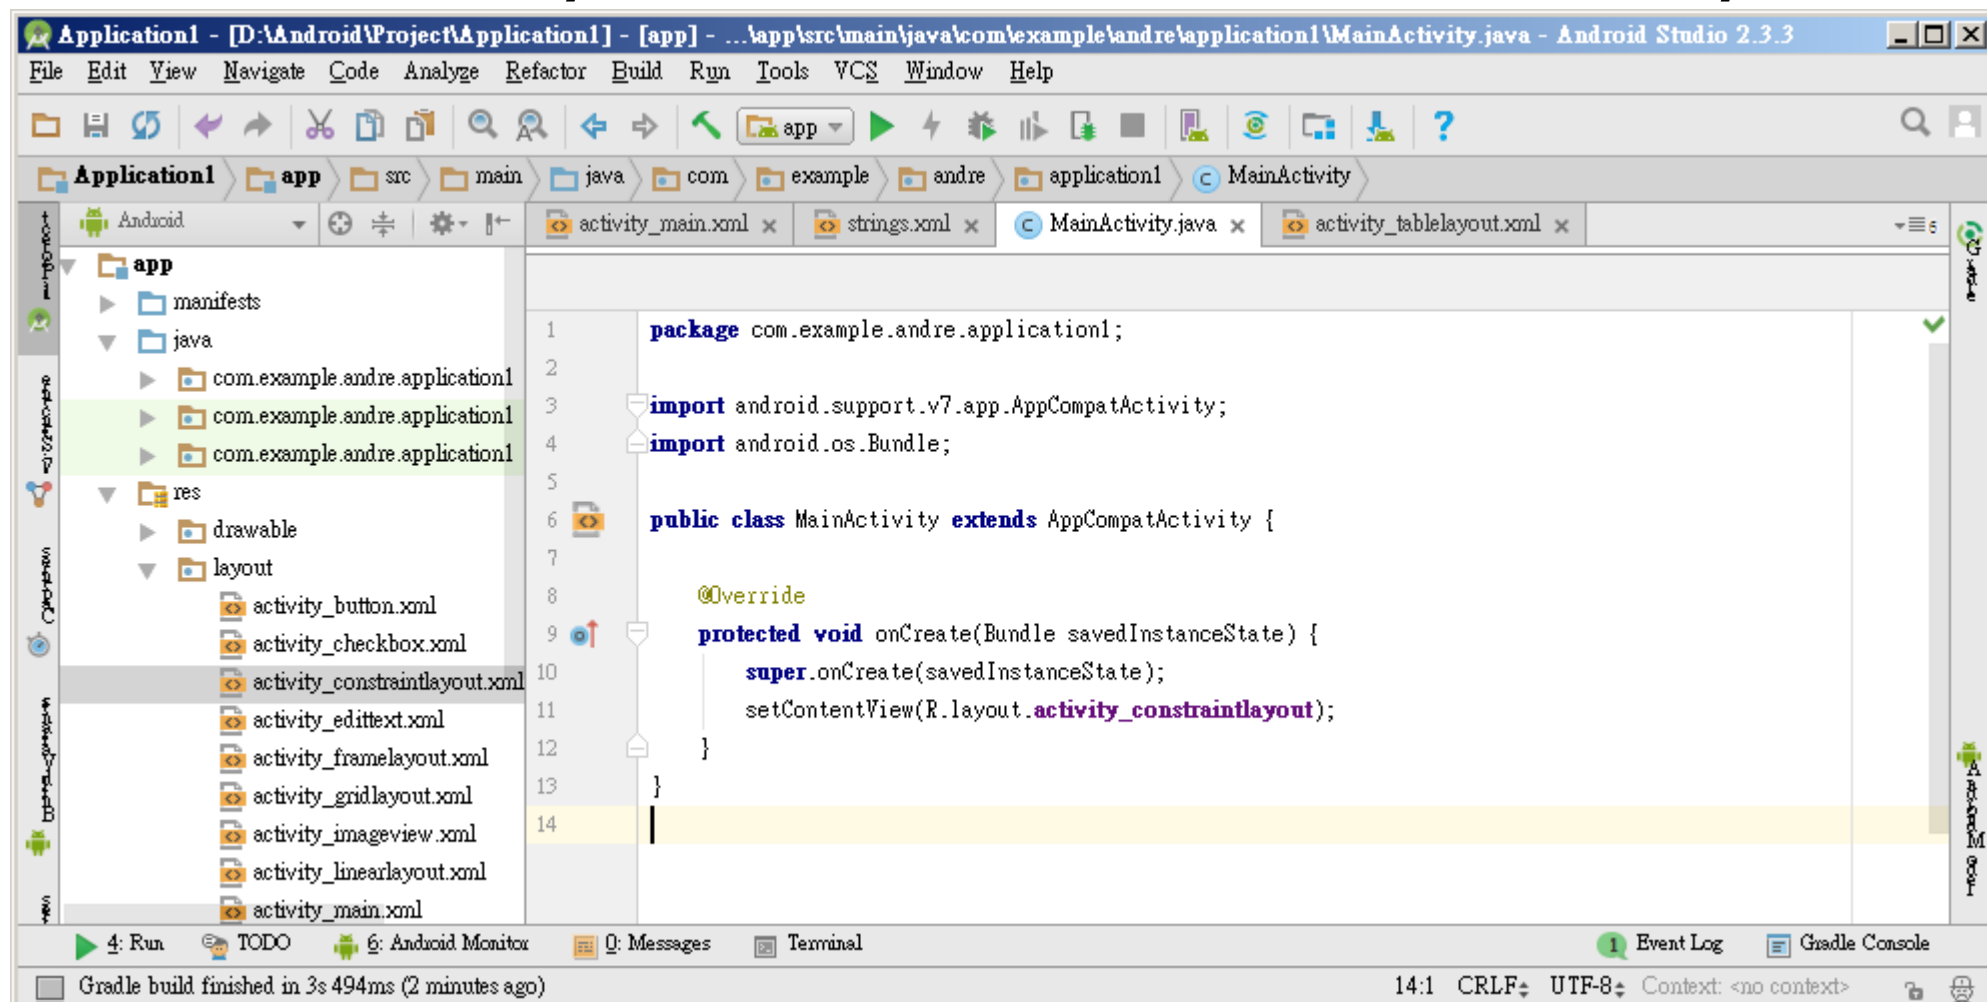 Application1 - [D:\Android\Project\Application1] - [app] - ...\app\src\main\java\com\example\andre\application1\MainActivity.java - Android Studio 2.3.3
File Edit View Navigate Code Analyze Refactor Build Run Tools VCS Window Help
app
Application1 app src main java com example andre application1 MainActivity
Android activity_main.xml strings.xml MainActivity.java activity_tablelayout.xml 6
app
manifests
java
com.example.andre.application1
com.example.andre.application1
com.example.andre.application1
res
drawable
layout
activity_button.xml
activity_checkbox.xml
activity_constraintlayout.xml
activity_edittext.xml
activity_framelayout.xml
activity_gridlayout.xml
activity_imageview.xml
activity_linearlayout.xml
activity_main.xml
1 package com.example.andre.application1;
2
3 import android.support.v7.app.AppCompatActivity;
4 import android.os.Bundle;
5
6 public class MainActivity extends AppCompatActivity {
7
8 @Override
9 protected void onCreate(Bundle savedInstanceState) {
10 super.onCreate(savedInstanceState);
11 setContentView(R.layout.activity_constraintlayout);
12 }
13 }
14
4: Run TODO 6: Android Monitor 0: Messages Terminal 1 Event Log Gradle Console
Gradle build finished in 3s 494ms (2 minutes ago) 14:1 CRLF UTF-8 Context: <no context>